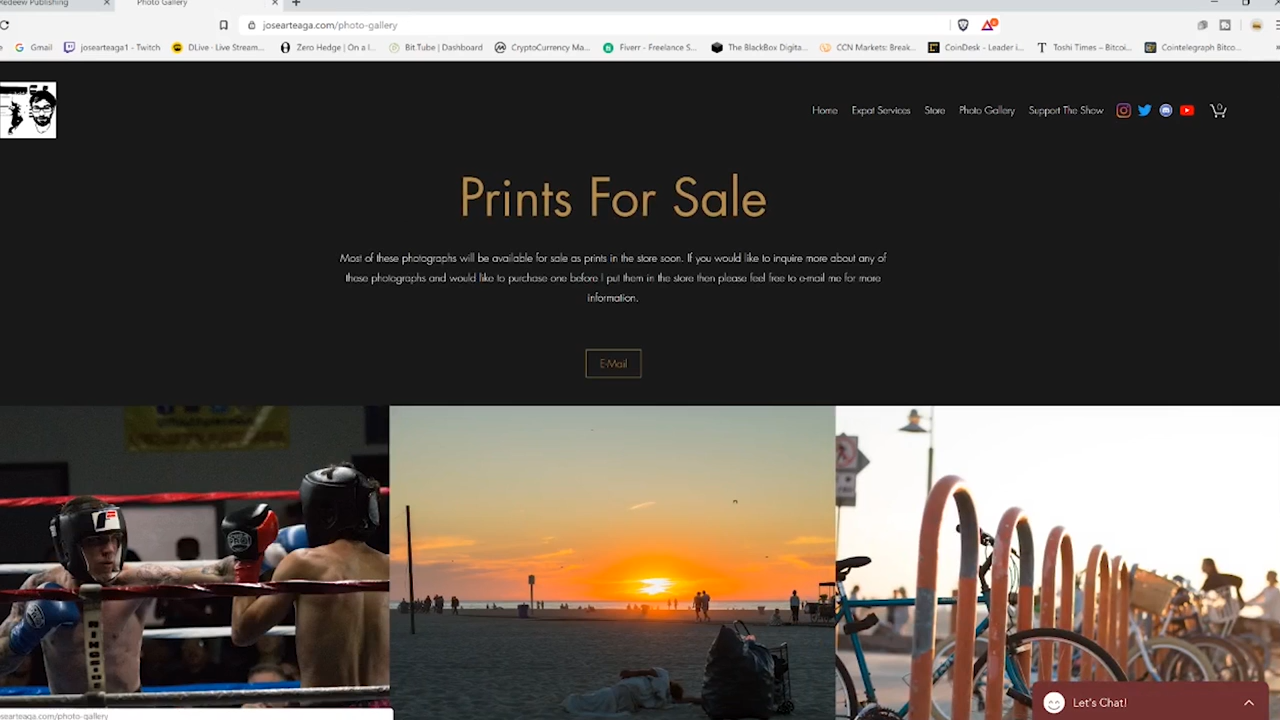 Redeew Publishing
Photo Gallery
josearteaga.com/photo-gallery
Gmail
josearteaga1 - Twitch
DLive · Live Stream...
Zero Hedge | On a l...
Bit.Tube | Dashboard
CryptoCurrency Ma...
Fiverr - Freelance S...
The BlackBox Digita...
CCN Markets: Break...
CoinDesk - Leader i...
Toshi Times – Bitcoi...
Cointelegraph Bitco...
Home
Expat Services
Store
Photo Gallery
Support The Show
0
Prints For Sale
Most of these photographs will be available for sale as prints in the store soon. If you would like to inquire more about any of
these photographs and would like to purchase one before I put them in the store then please feel free to e-mail me for more
information.
E-Mail
RINGSIDE
Let's Chat!
searteaga.com/photo-gallery